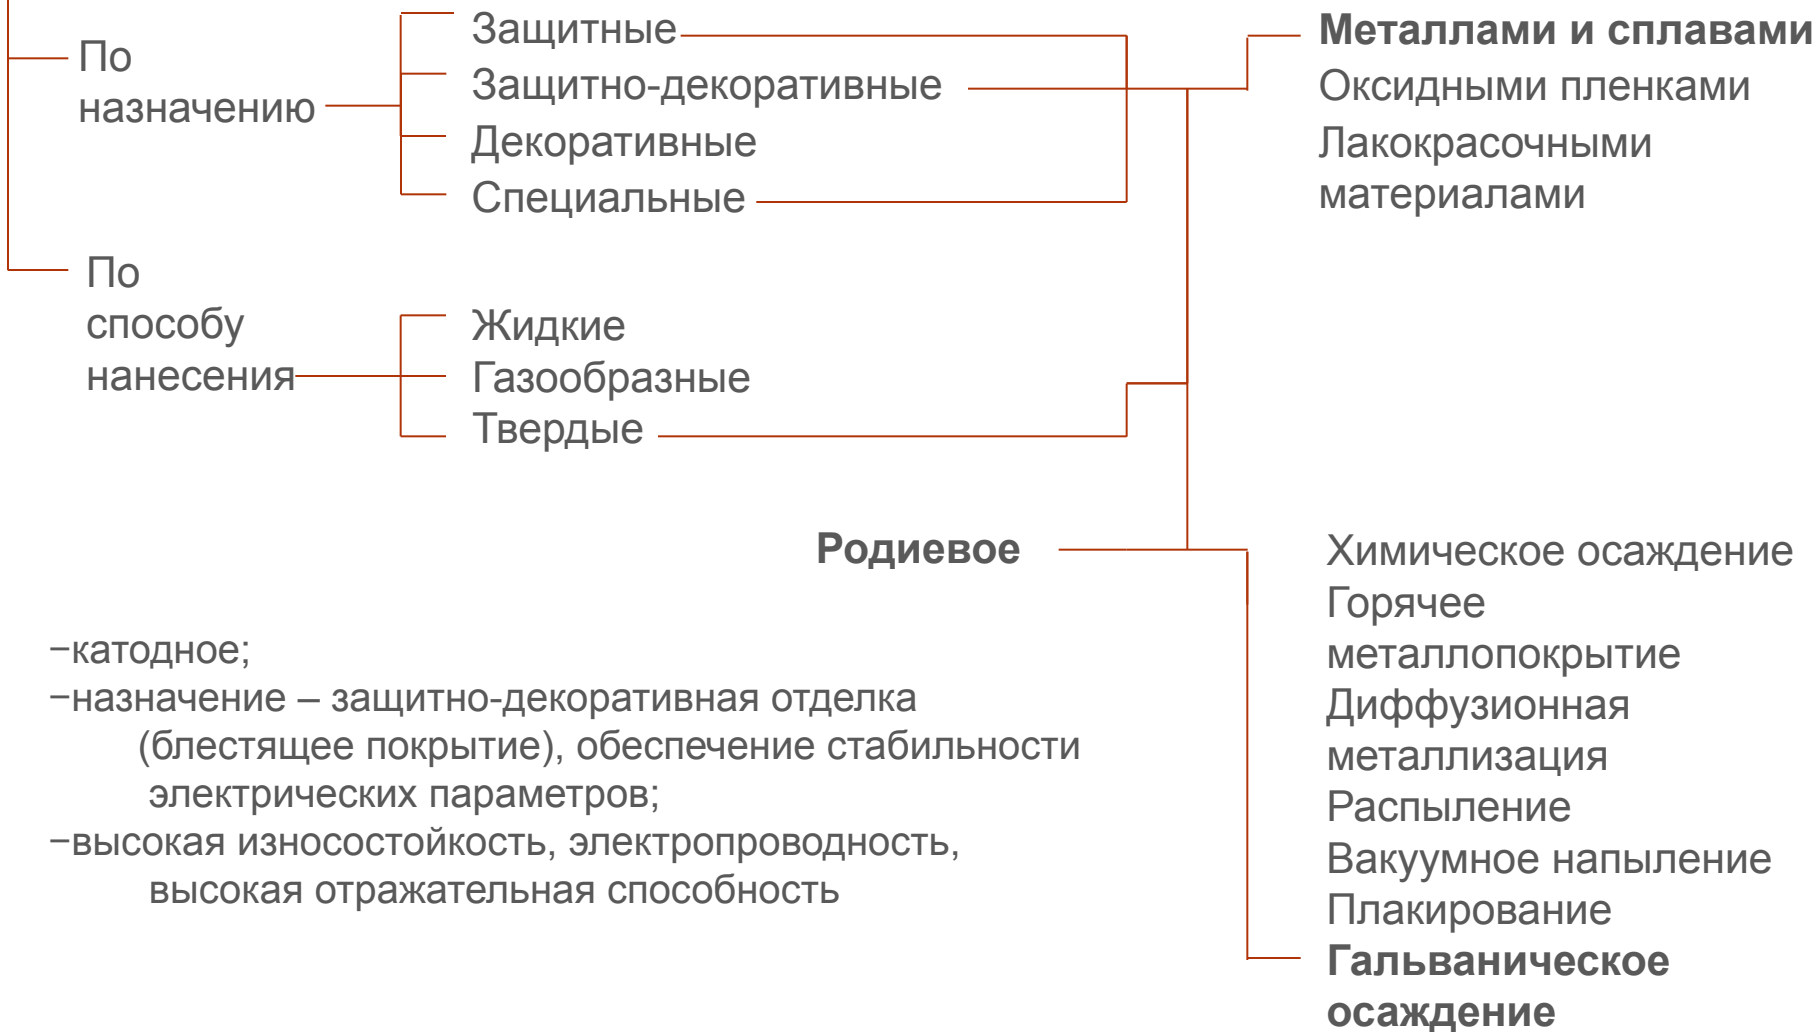 По
назначению
Защитные
Защитно-декоративные
Декоративные
Специальные
Металлами и сплавами
Оксидными пленками
Лакокрасочными
материалами
По
способу
нанесения
Жидкие
Газообразные
Твердые
Родиевое
−катодное;
−назначение – защитно-декоративная отделка
(блестящее покрытие), обеспечение стабильности
электрических параметров;
−высокая износостойкость, электропроводность,
высокая отражательная способность
Химическое осаждение
Горячее
металлопокрытие
Диффузионная
металлизация
Распыление
Вакуумное напыление
Плакирование
Гальваническое
осаждение